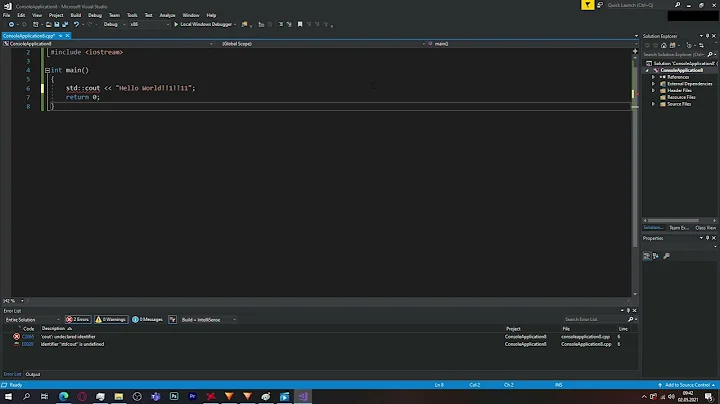 ConsoleApplication8.cpp* - Microsoft Visual Studio
Quick Launch (Ctrl+Q)
File Edit View Project Build Debug Team Tools Test Analyze Window Help
Debug x86 Local Windows Debugger
ConsoleApplication8.cpp*
ConsoleApplication8 (Global Scope) main()
2 #include <iostream>
3
4 int main()
5 {
6 std::cout << "Hello World!!1!!11";
7 return 0;
8 }
Solution Explorer
Search Solution Explorer
Solution 'ConsoleApplication8'
ConsoleApplication8
References
External Dependencies
Header Files
Resource Files
Source Files
Solution... Team Ex... Class View
Properties
142 %
Error List
Entire Solution 2 Errors 0 Warnings 0 Messages Build + IntelliSense Search Error List
Code Description Project File Line
C2065 'cout': undeclared identifier ConsoleApplication8 consoleapplication8.cpp 6
E0020 identifier "stdcout" is undefined ConsoleApplication8 ConsoleApplication8.cpp 6
Error List Output
Ready Ln 8 Col 2 Ch 2 INS Add to Source Control
09:42
02.05.2021